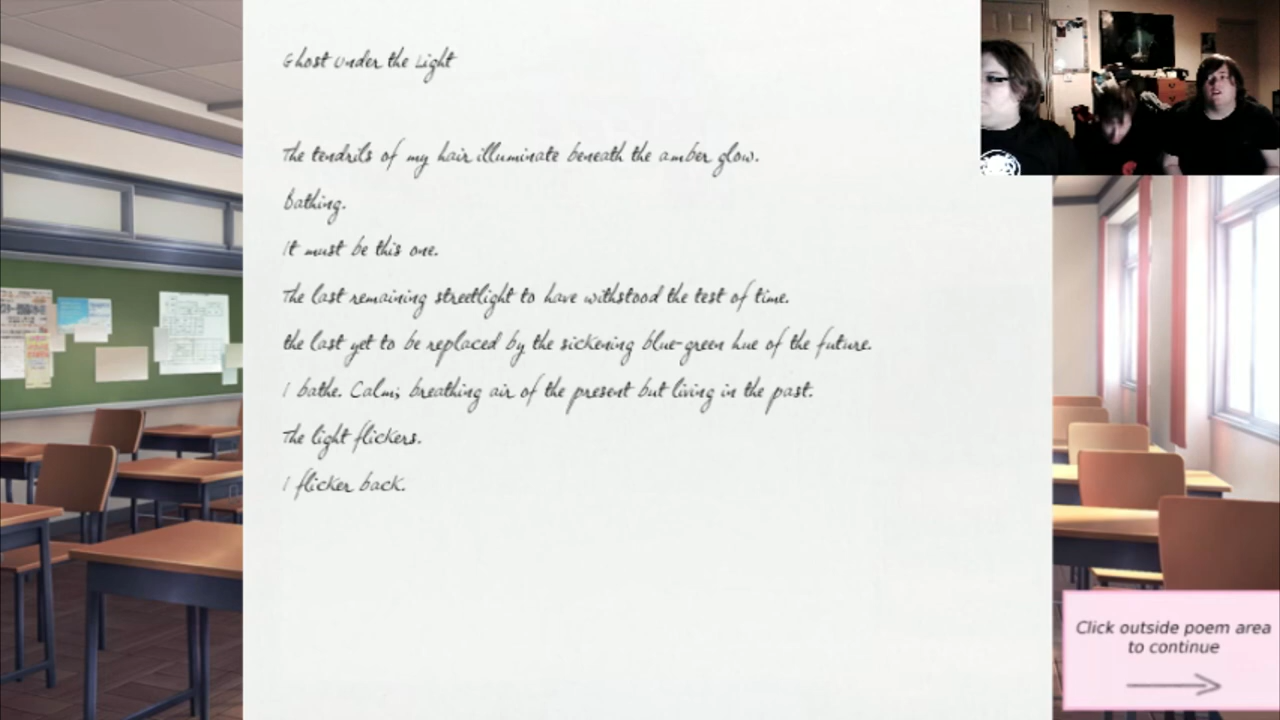 Ghost Under the Light
The tendrils of my hair illuminate beneath the amber glow.
Bathing.
It must be this one.
The last remaining streetlight to have withstood the test of time.
the last yet to be replaced by the sickening blue-green hue of the future.
I bathe. Calm; breathing air of the present but living in the past.
The light flickers.
I flicker back.
Click outside poem area
to continue